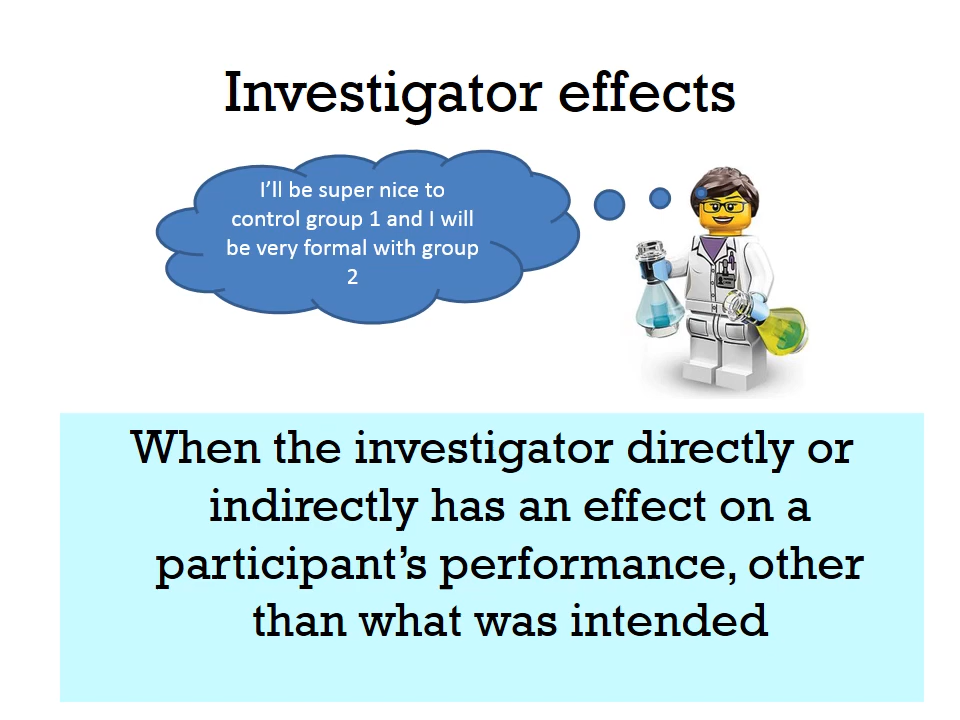 Investigator effects
I'll be super nice to
control group 1 and I will
be very formal with group
2
When the investigator directly or
indirectly has an effect on a
participant's performance, other
than what was intended